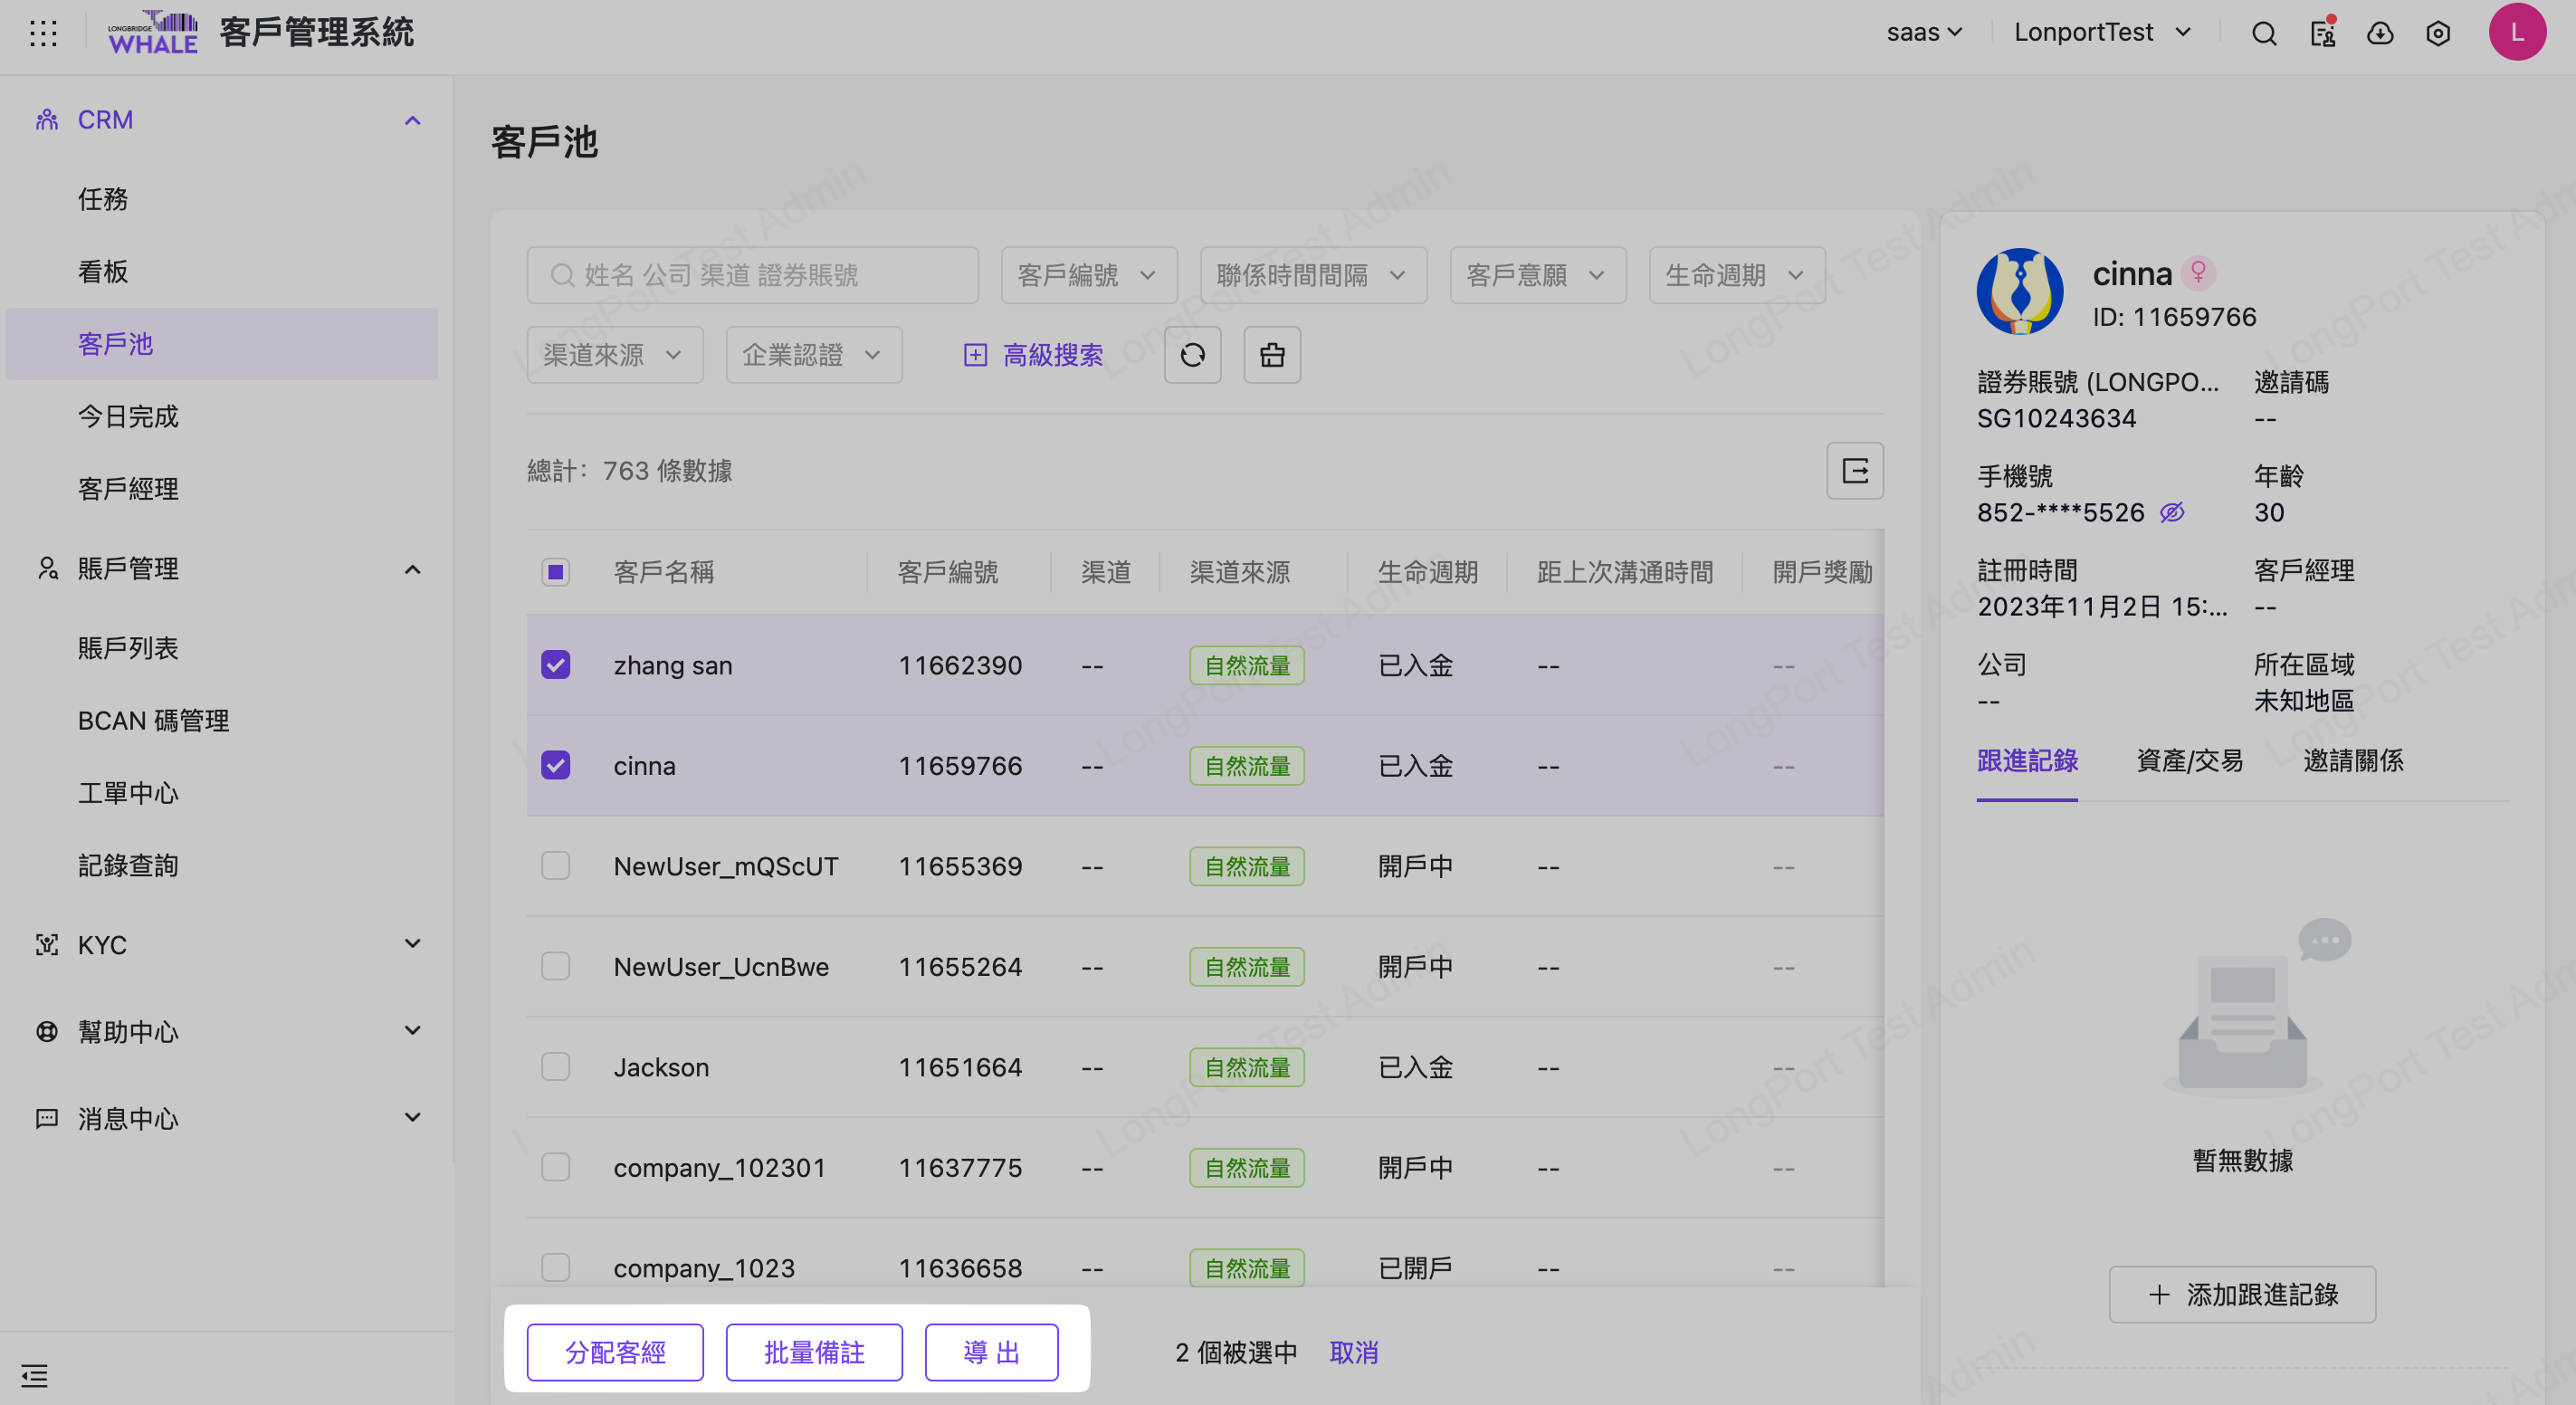 LONGBRIDGE
WHALE
客戶管理系統
saas
LonportTest
L
CRM
任務
看板
客戶池
今日完成
客戶經理
賬戶管理
賬戶列表
BCAN 碼管理
工單中心
記錄查詢
KYC
幫助中心
消息中心
客戶池
姓名 公司 渠道 證券賬號
客戶編號
聯係時間間隔
客戶意願
生命週期
渠道來源
企業認證
高級搜索
總計：763 條數據
客戶名稱 客戶編號 渠道 渠道來源 生命週期 距上次溝通時間 開戶獎勵
zhang san 11662390 -- 自然流量 已入金 -- --
cinna 11659766 -- 自然流量 已入金 -- --
NewUser_mQScUT 11655369 -- 自然流量 開戶中 -- --
NewUser_UcnBwe 11655264 -- 自然流量 開戶中 -- --
Jackson 11651664 -- 自然流量 已入金 -- --
company_102301 11637775 -- 自然流量 開戶中 -- --
company_1023 11636658 -- 自然流量 已開戶 -- --
分配客經
批量備註
導 出
2 個被選中 取消
cinna
ID: 11659766
證券賬號 (LONGPO... 邀請碼
SG10243634 --
手機號 年齡
852-****5526 30
註冊時間 客戶經理
2023年11月2日 15:... --
公司 所在區域
-- 未知地區
跟進記錄 資產/交易 邀請關係
暫無數據
添加跟進記錄
LongPort Test Admin